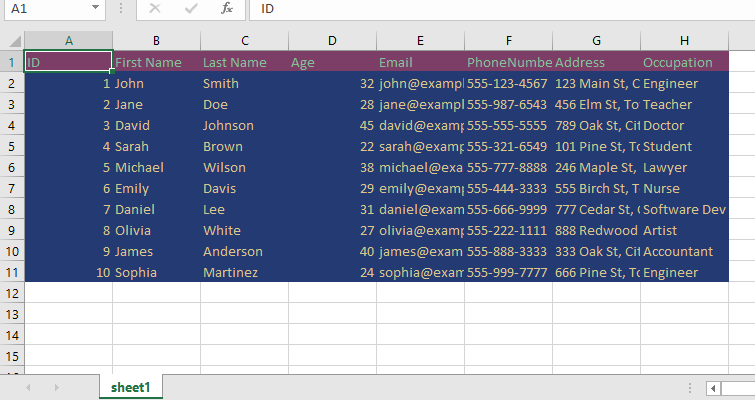 A1 fx ID
A B C D E F G H
1 ID First Name Last Name Age Email PhoneNumbe Address Occupation
2 1 John Smith 32 john@exampl 555-123-4567 123 Main St, C Engineer
3 2 Jane Doe 28 jane@exampl 555-987-6543 456 Elm St, To Teacher
4 3 David Johnson 45 david@examp 555-555-5555 789 Oak St, Cit Doctor
5 4 Sarah Brown 22 sarah@examp 555-321-6549 101 Pine St, To Student
6 5 Michael Wilson 38 michael@exa 555-777-8888 246 Maple St, Lawyer
7 6 Emily Davis 29 emily@examp 555-444-3333 555 Birch St, T Nurse
8 7 Daniel Lee 31 daniel@exam 555-666-9999 777 Cedar St, Software Dev
9 8 Olivia White 27 olivia@examp 555-222-1111 888 Redwood Artist
10 9 James Anderson 40 james@exam 555-888-3333 333 Oak St, Cit Accountant
11 10 Sophia Martinez 24 sophia@exam 555-999-7777 666 Pine St, To Engineer
12
13
14
15
sheet1